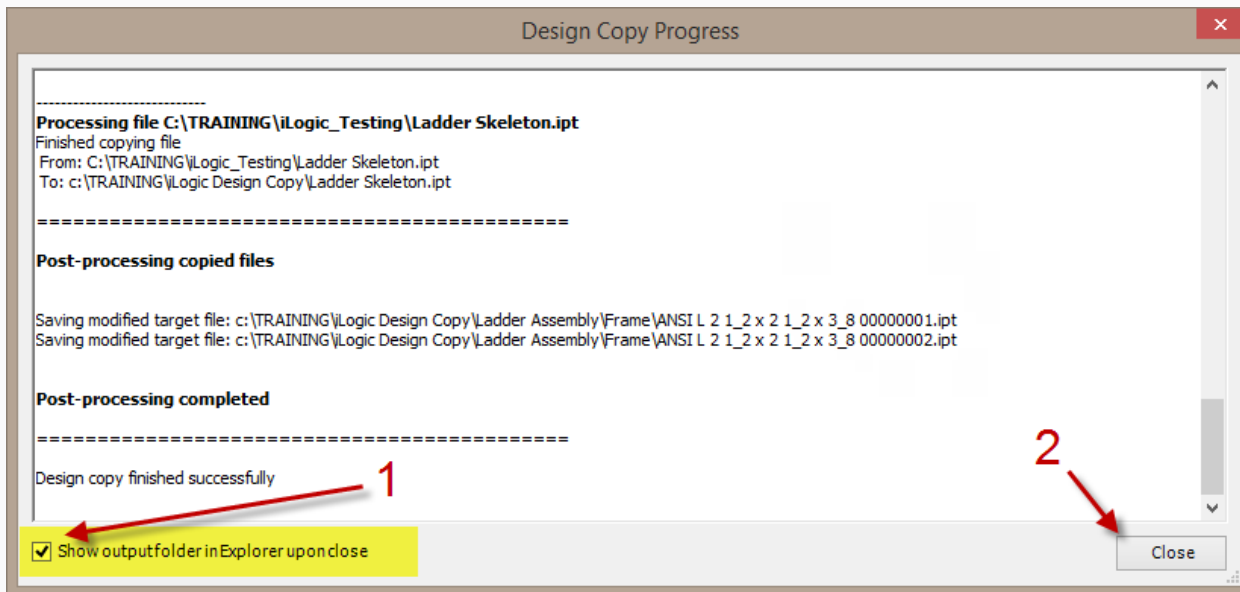 Design Copy Progress
----------------------------
Processing file C:\TRAINING\iLogic_Testing\Ladder Skeleton.ipt
Finished copying file
From: C:\TRAINING\iLogic_Testing\Ladder Skeleton.ipt
To: c:\TRAINING\iLogic Design Copy\Ladder Skeleton.ipt
============================================
Post-processing copied files
Saving modified target file: c:\TRAINING\iLogic Design Copy\Ladder Assembly\Frame\ANSI L 2 1_2 x 2 1_2 x 3_8 00000001.ipt
Saving modified target file: c:\TRAINING\iLogic Design Copy\Ladder Assembly\Frame\ANSI L 2 1_2 x 2 1_2 x 3_8 00000002.ipt
Post-processing completed
============================================
2
Design copy finished successfully
1
Show output folder in Explorer upon close
Close